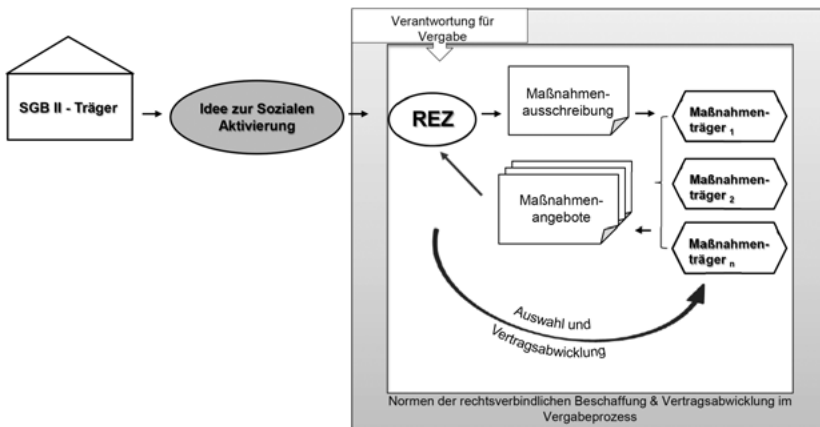 Verantwortung für
Vergabe
SGB II - Träger
Idee zur Sozialen
Aktivierung
REZ
Maßnahmen-
ausschreibung
Maßnahmen-
träger 1
Maßnahmen-
angebote
Maßnahmen-
träger 2
Maßnahmen-
träger n
Auswahl und
Vertragsabwicklung
Normen der rechtsverbindlichen Beschaffung & Vertragsabwicklung im
Vergabeprozess